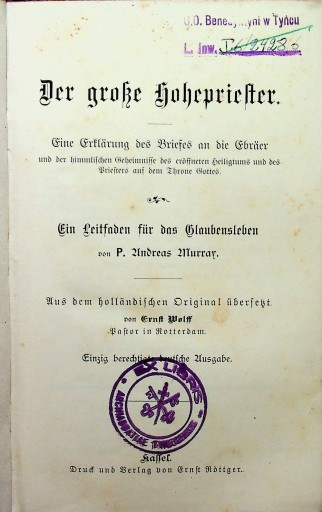 O.O. Benedyktyni w Tyńcu
L. inw.
Der große Hohepriester.
Eine Erklärung des Briefes an die Ebräer
und der himmlischen Geheimnisse des eröffneten Heiligtums und des
Priesters auf dem Throne Gottes.
Ein Leitfaden für das Glaubensleben
von P. Andreas Murray.
Aus dem holländischen Original übersetzt
von Ernst Wolff
Pastor in Rotterdam.
Einzig berechtigte deutsche Ausgabe.
EX LIBRIS
Kassel.
Druck und Verlag von Ernst Röttger.